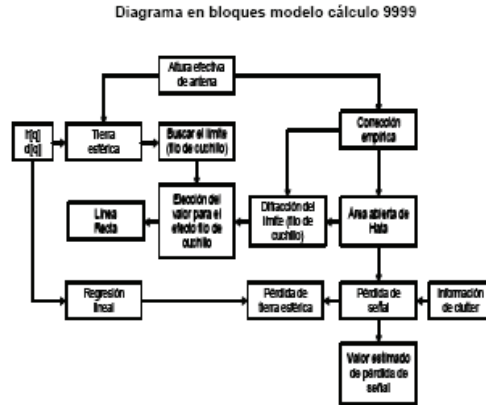 Diagrama en bloques modelo cálculo 9999
Altura efectiva
de antena
h[q]
d[q]
Tierra
esférica
Buscar el límite
(filo de cuchillo)
Corrección
empírica
Línea
Recta
Elección del
valor para el
efecto filo de
cuchillo
Difracción del
límite (filo de
cuchillo)
Área abierta de
Hata
Regresión
lineal
Pérdida de
tierra esférica
Pérdida de
señal
Información
de clutter
Valor estimado
de pérdida de
señal